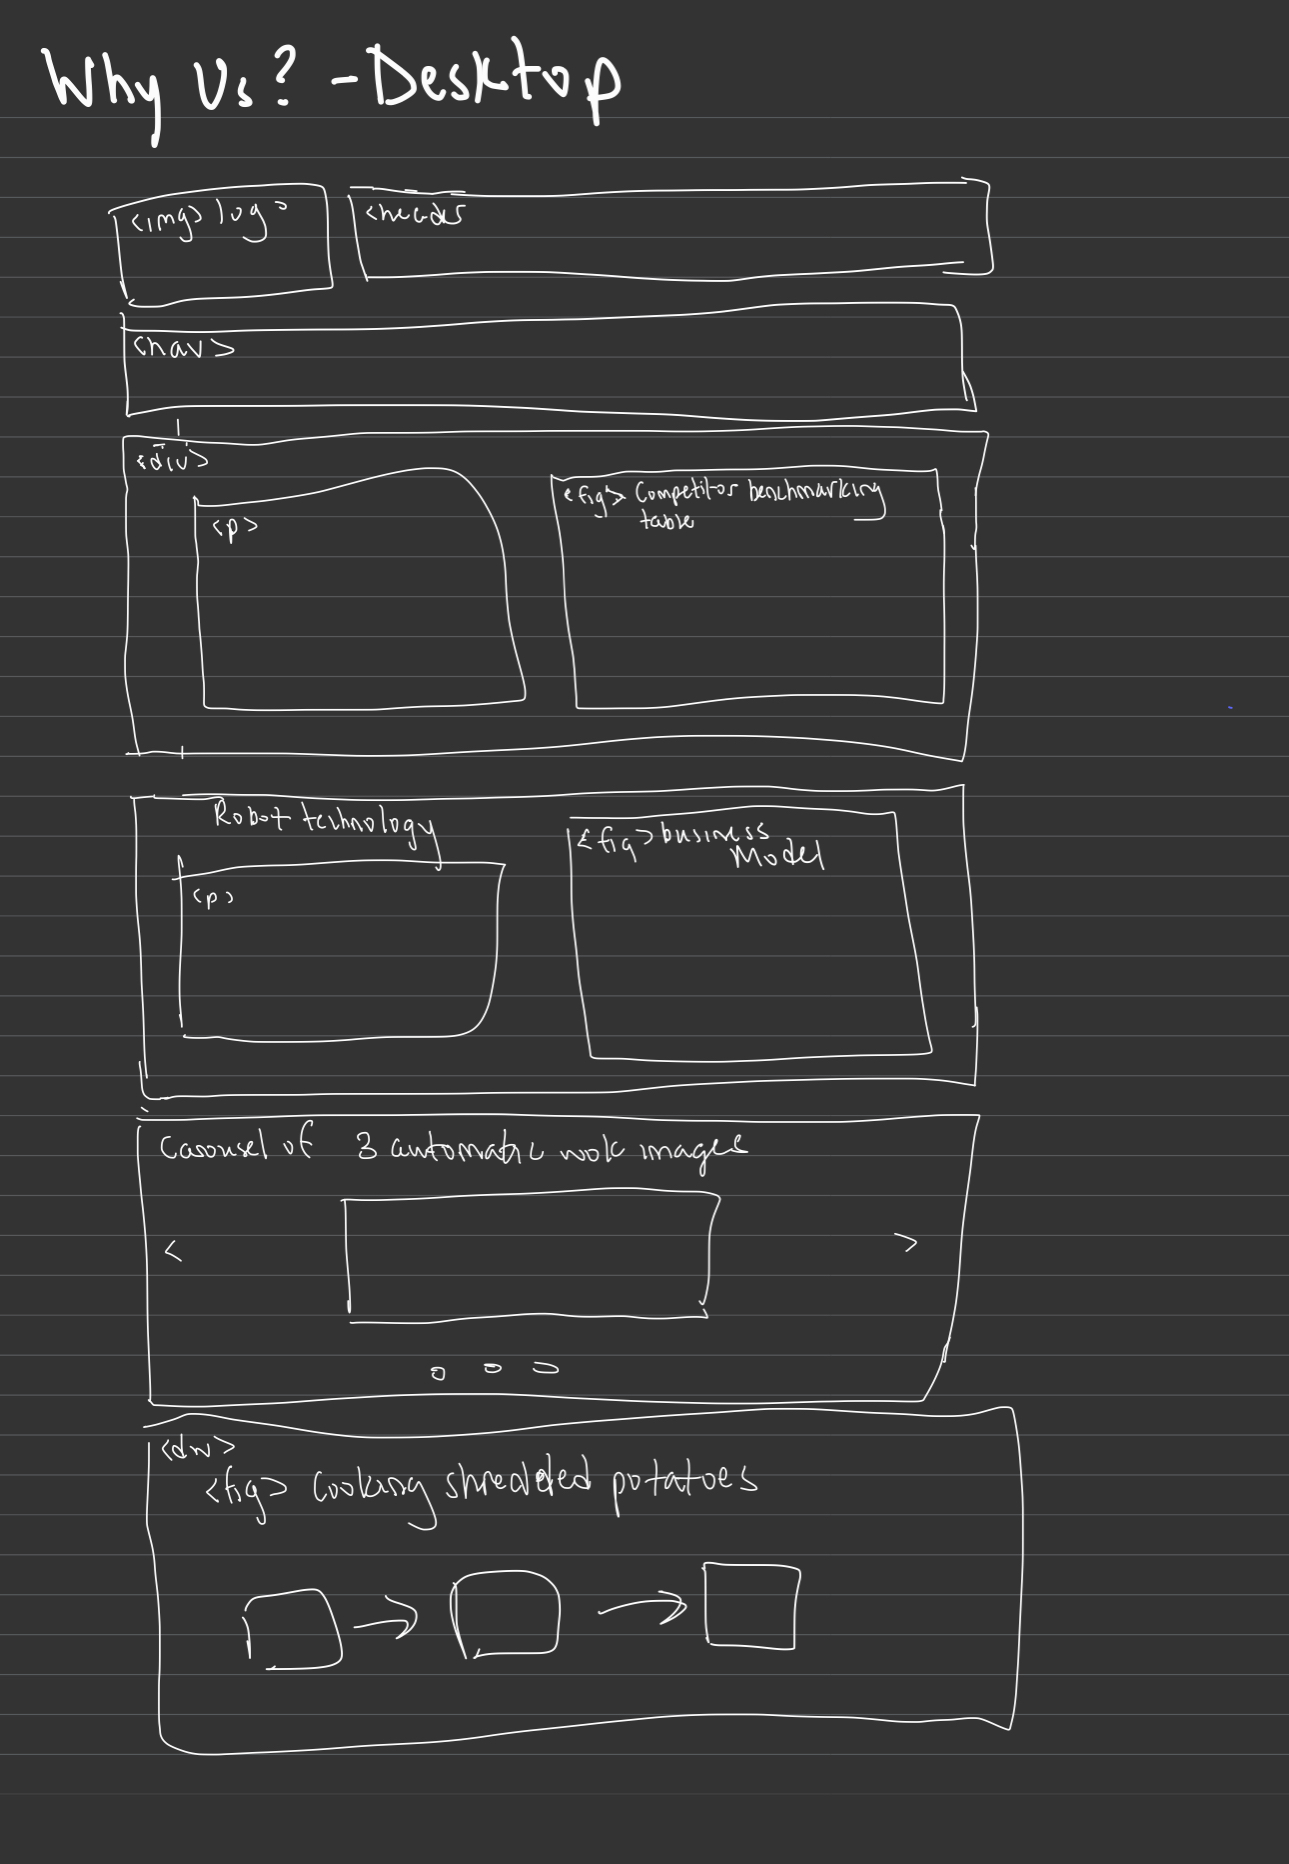 Why Us? - Desktop
<img> logo
<header
<nav>
<div>
<p>
<fig> Competitor benchmarking
table
Robot technology
<fig> business
Model
<p>
Carousel of 3 automatic wok images
< >
<div>
<fig> Cooking shredded potatoes